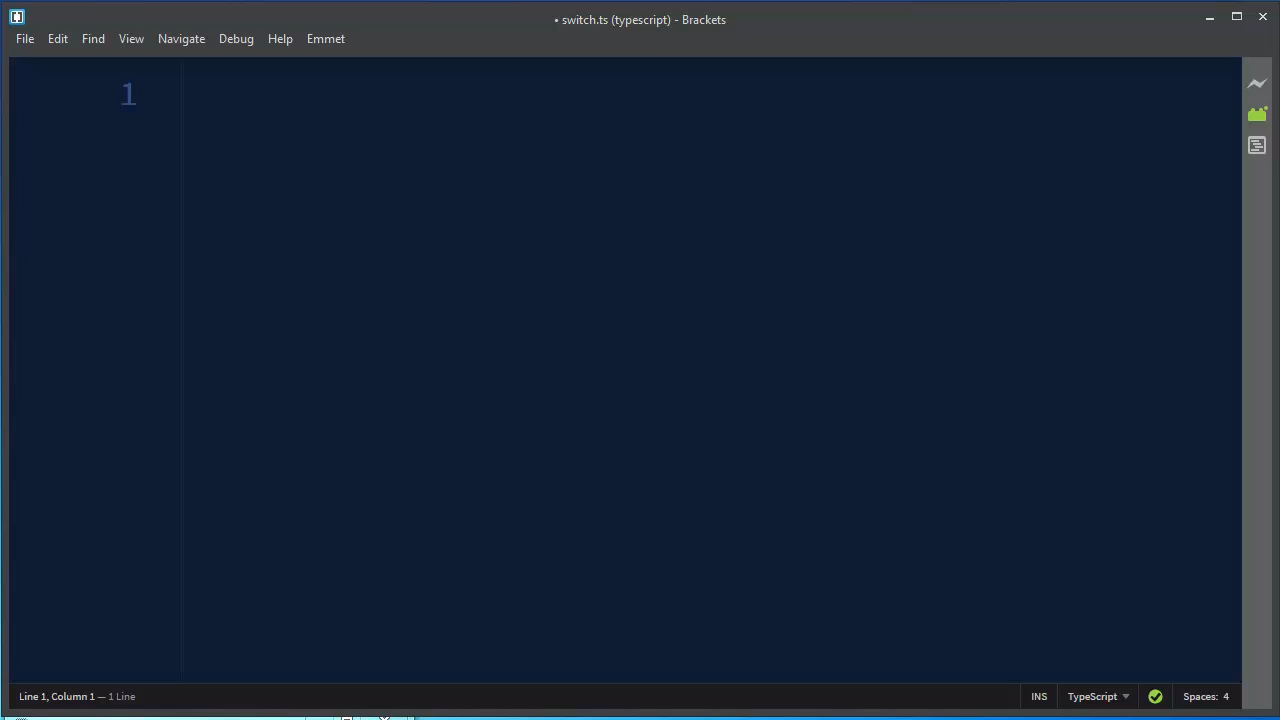 • switch.ts (typescript) - Brackets
File Edit Find View Navigate Debug Help Emmet
1
Line 1, Column 1 — 1 Line
INS TypeScript Spaces: 4